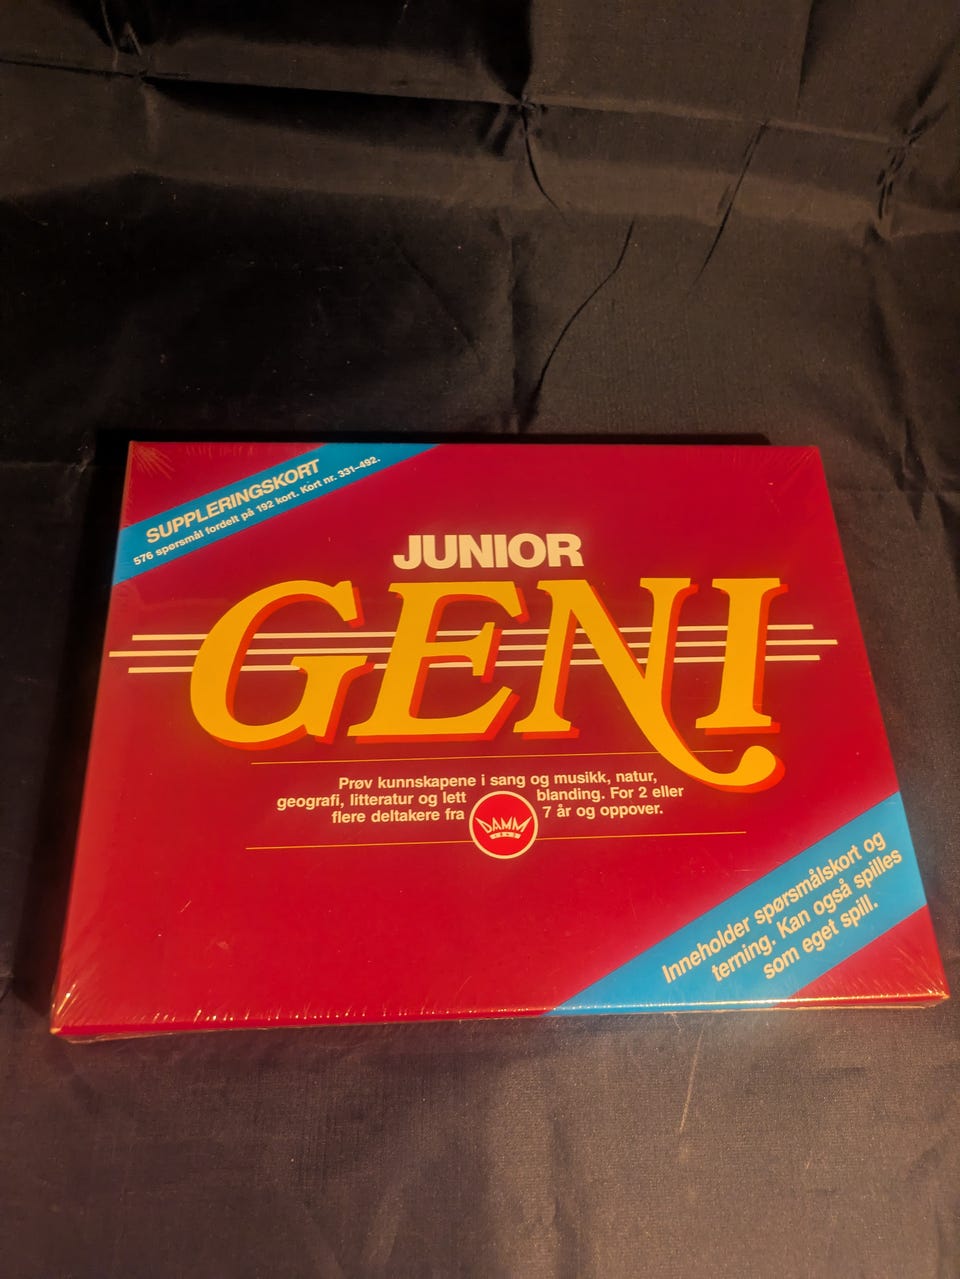 SUPPLERINGSKORT
576 spørsmål fordelt på 192 kort. Kort nr. 331–492.
JUNIOR
GENI
Prøv kunnskapene i sang og musikk, natur,
geografi, litteratur og lett blanding. For 2 eller
flere deltakere fra 7 år og oppover.
DAMM
1843
Inneholder spørsmålskort og
terning. Kan også spilles
som eget spill.